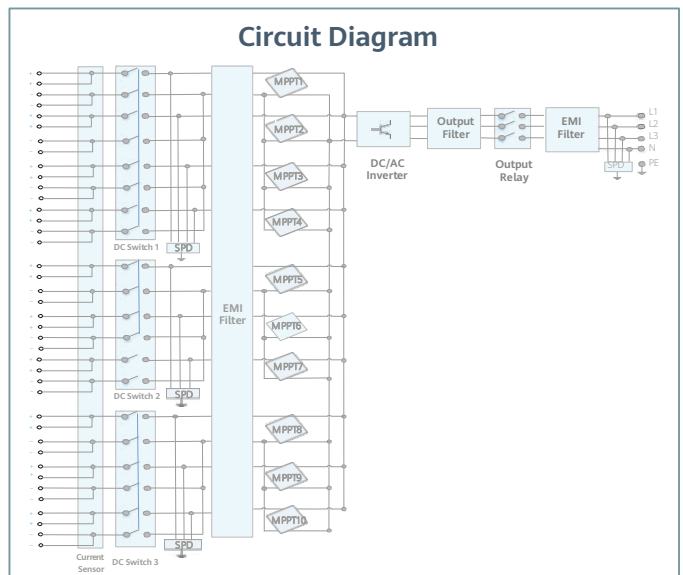 Circuit Diagram
MPPT1
MPPT2
MPPT3
MPPT4
MPPT5
MPPT6
MPPT7
MPPT8
MPPT9
MPPT10
DC Switch 1
SPD
DC Switch 2
SPD
DC Switch 3
SPD
Current
Sensor
EMI
Filter
DC/AC
Inverter
Output
Filter
Output
Relay
EMI
Filter
SPD
L1
L2
L3
N
PE